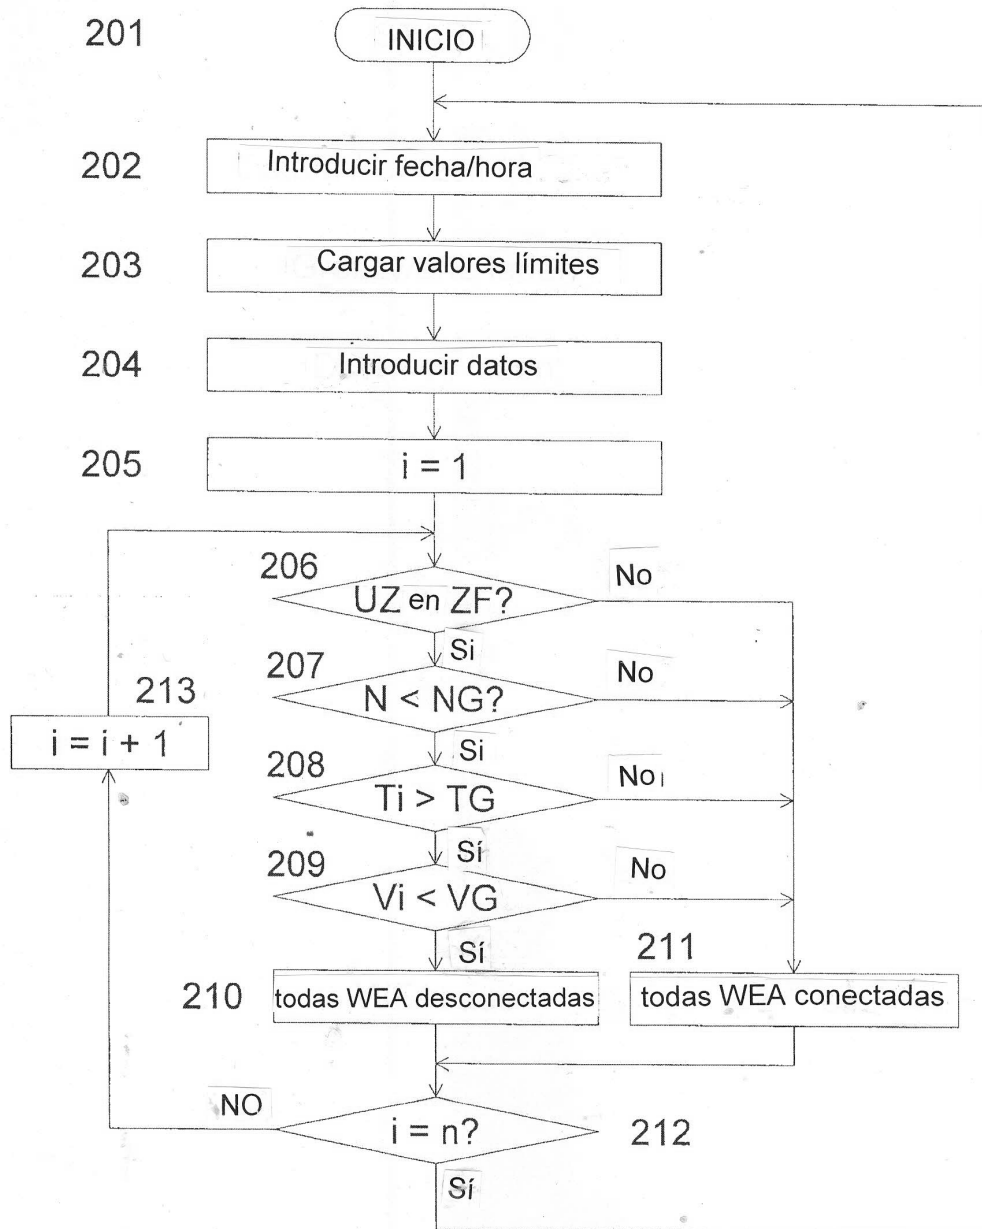 201
INICIO
202
Introducir fecha/hora
203
Cargar valores límites
204
Introducir datos
205
i = 1
206
UZ en ZF?
No
Si
207
N < NG?
No
213
i = i + 1
Si
208
Ti > TG
No
Sí
209
Vi < VG
No
Sí
211
210
todas WEA desconectadas
todas WEA conectadas
NO
i = n?
212
Sí